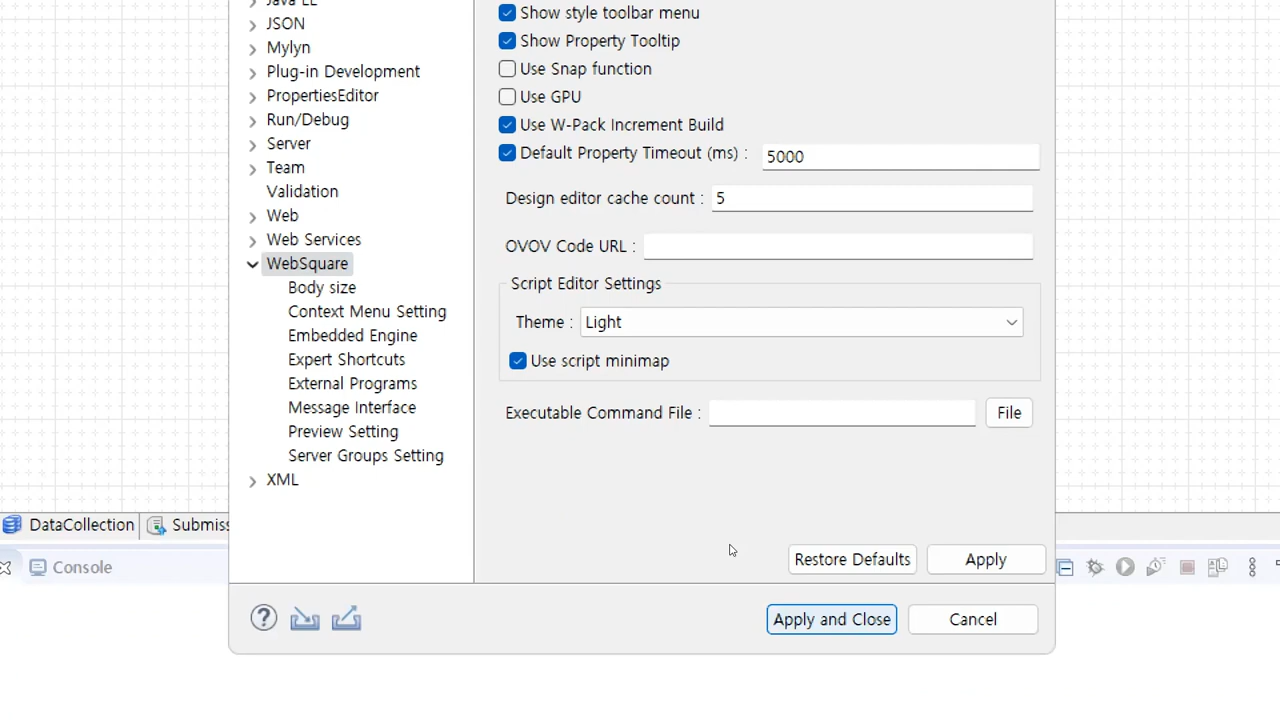 Java EE
JSON
Mylyn
Plug-in Development
PropertiesEditor
Run/Debug
Server
Team
Validation
Web
Web Services
WebSquare
Body size
Context Menu Setting
Embedded Engine
Expert Shortcuts
External Programs
Message Interface
Preview Setting
Server Groups Setting
XML
Show style toolbar menu
Show Property Tooltip
Use Snap function
Use GPU
Use W-Pack Increment Build
Default Property Timeout (ms) : 5000
Design editor cache count : 5
OVOV Code URL :
Script Editor Settings
Theme : Light
Use script minimap
Executable Command File : File
Restore Defaults Apply
Apply and Close Cancel
DataCollection Submiss
Console